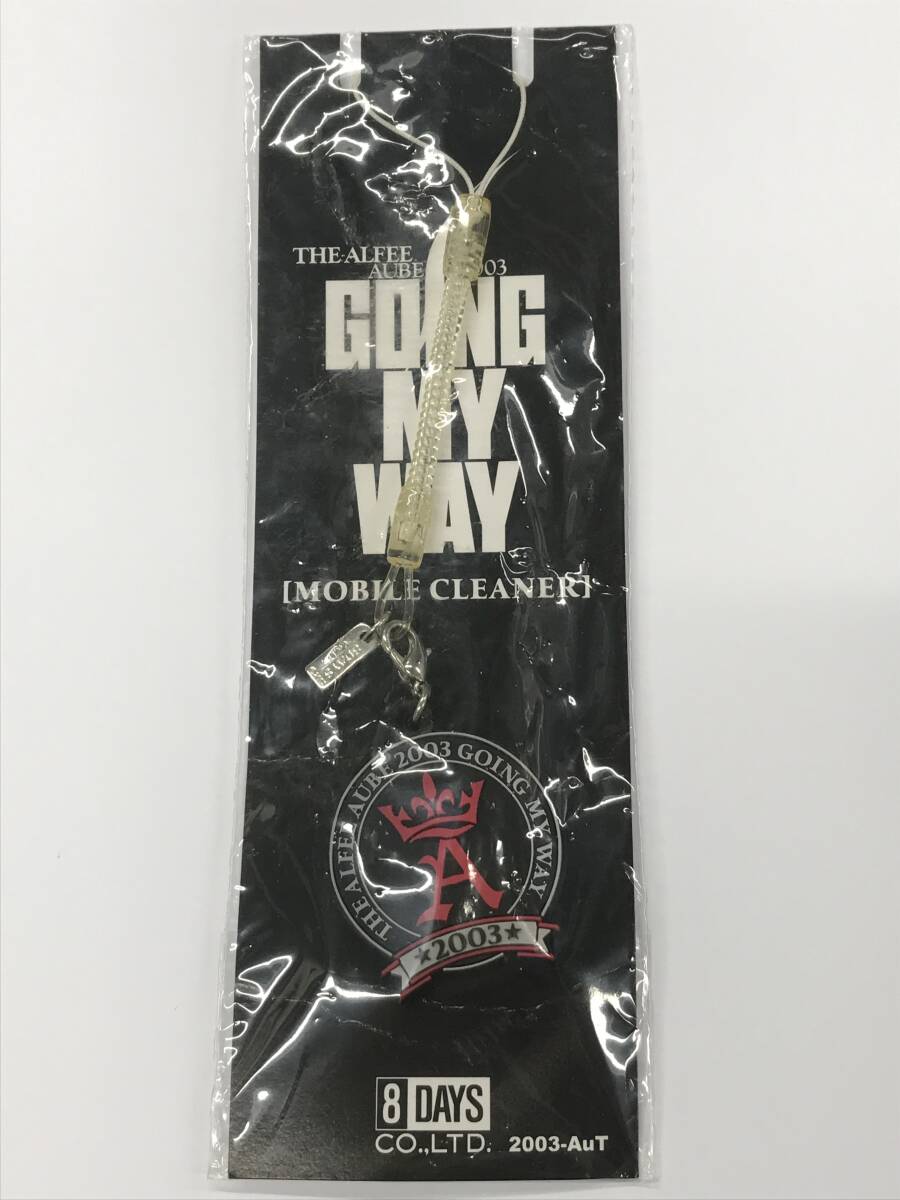 THE ALFEE
AUBE 2003
GOING
MY
WAY
[MOBILE CLEANER]
THE ALFEE AUBE 2003 GOING MY WAY
A
★2003★
8 DAYS
CO.,LTD. 2003-AuT